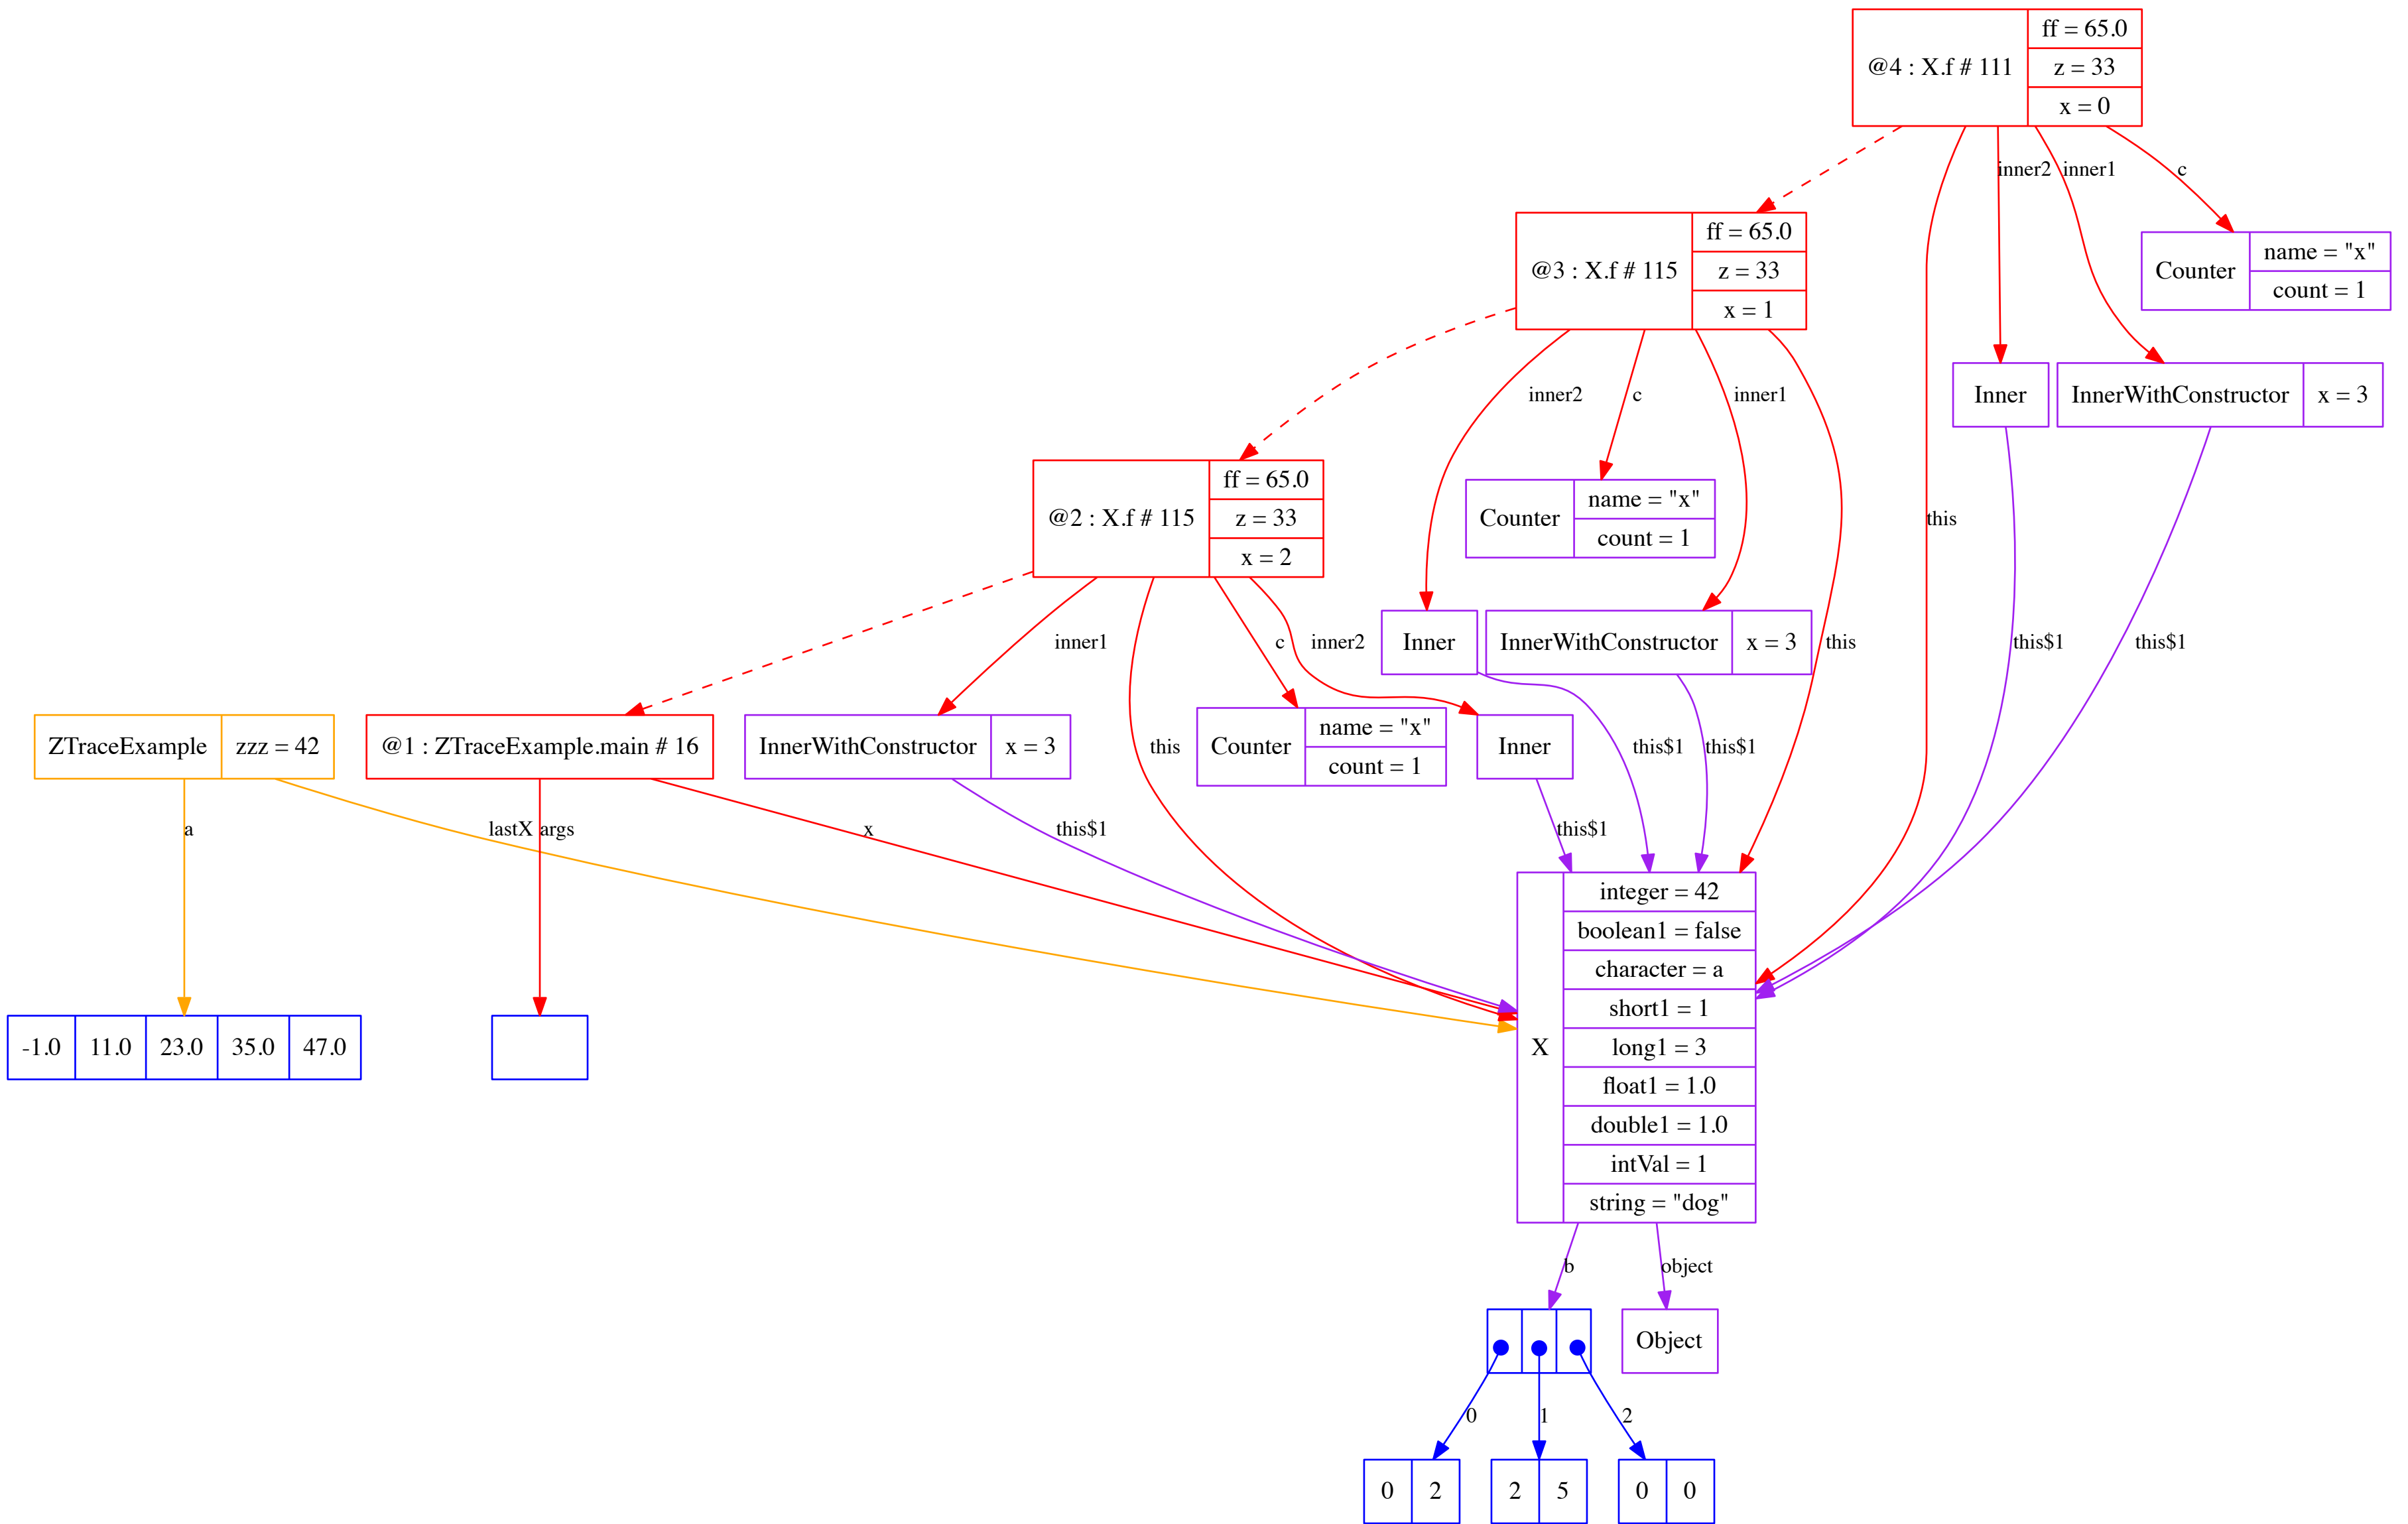 @4 : X.f # 111
ff = 65.0
z = 33
x = 0
inner2
inner1
c
@3 : X.f # 115
ff = 65.0
z = 33
x = 1
Counter
name = "x"
count = 1
inner2
c
inner1
Inner
InnerWithConstructor
x = 3
@2 : X.f # 115
ff = 65.0
z = 33
x = 2
Counter
name = "x"
count = 1
this
inner1
c
inner2
Inner
InnerWithConstructor
x = 3
this
this$1
this$1
ZTraceExample
zzz = 42
@1 : ZTraceExample.main # 16
InnerWithConstructor
x = 3
this
Counter
name = "x"
count = 1
Inner
this$1
this$1
a
lastX
args
x
this$1
this$1
X
integer = 42
boolean1 = false
character = a
short1 = 1
long1 = 3
float1 = 1.0
double1 = 1.0
intVal = 1
string = "dog"
-1.0
11.0
23.0
35.0
47.0
b
object
Object
0
1
2
0
2
2
5
0
0